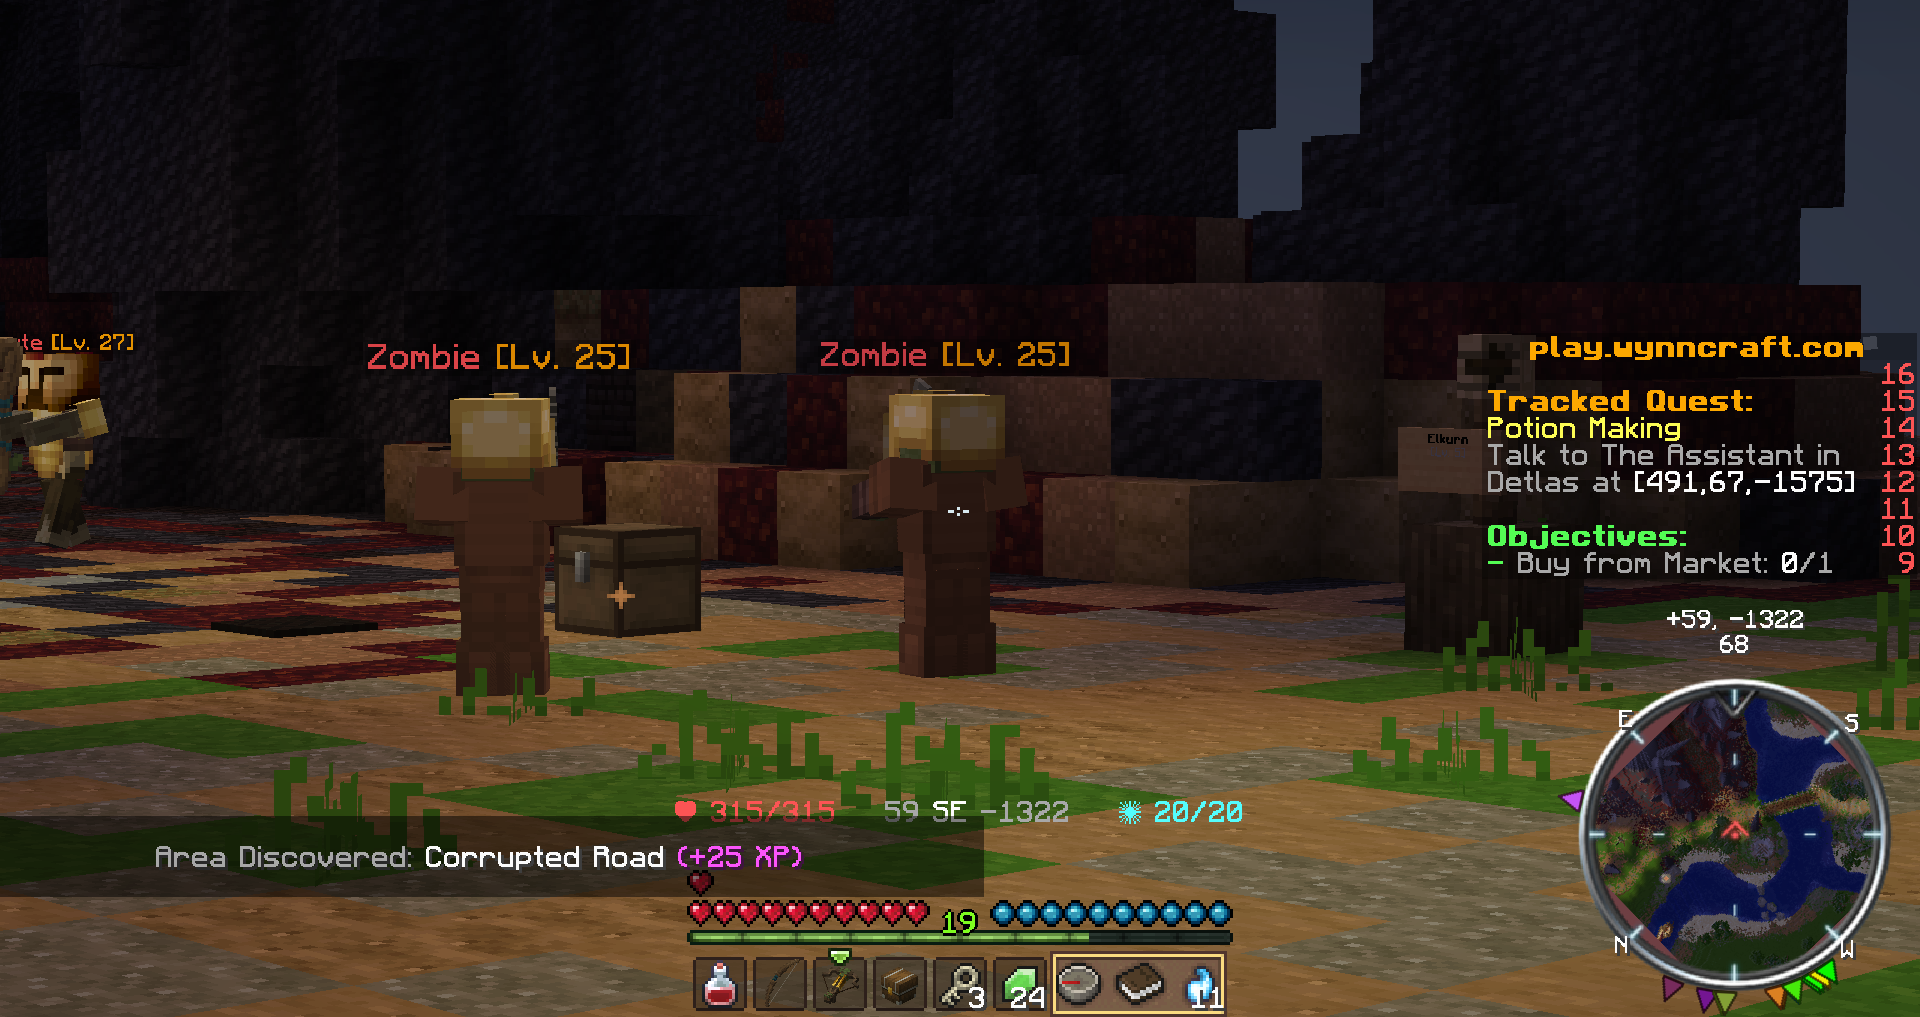 te [Lv. 27]
Zombie [Lv. 25]
Zombie [Lv. 25]
play.wynncraft.com
16
Tracked Quest: 15
Potion Making 14
Talk to The Assistant in 13
Detlas at [491,67,-1575] 12
11
Objectives: 10
- Buy from Market: 0/1 9
Elkurn
+59, -1322
68
E
S
N
W
315/315 59 SE -1322 20/20
Area Discovered: Corrupted Road (+25 XP)
19
3
24
11